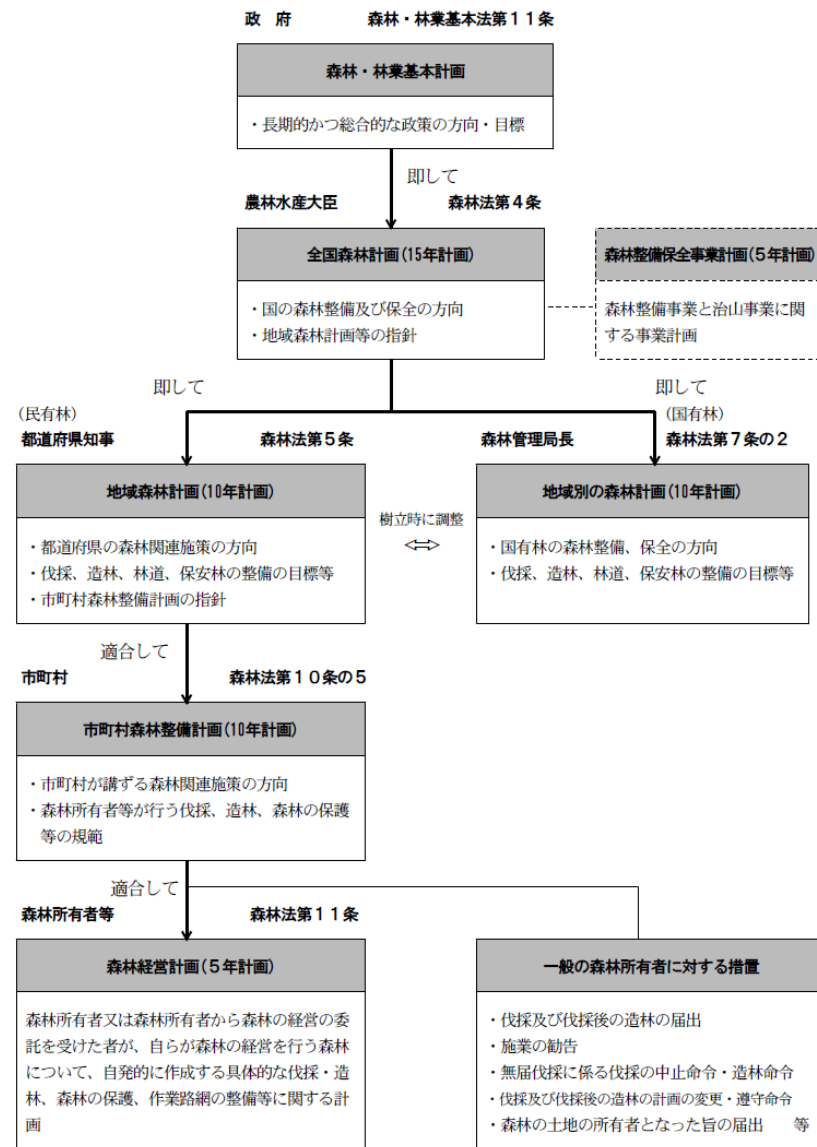 政　府　　　森林・林業基本法第１１条
森林・林業基本計画
・長期的かつ総合的な政策の方向・目標
即して
農林水産大臣　　　森林法第４条
全国森林計画(15年計画)
・国の森林整備及び保全の方向
・地域森林計画等の指針
森林整備保全事業計画(５年計画)
森林整備事業と治山事業に関
する事業計画
即して
即して
(民有林)
(国有林)
都道府県知事　　　森林法第５条
森林管理局長　　　森林法第７条の２
地域森林計画(10年計画)
・都道府県の森林関連施策の方向
・伐採、造林、林道、保安林の整備の目標等
・市町村森林整備計画の指針
樹立時に調整
⇔
地域別の森林計画(10年計画)
・国有林の森林整備、保全の方向
・伐採、造林、林道、保安林の整備の目標等
適合して
市町村　　　森林法第１０条の５
市町村森林整備計画(10年計画)
・市町村が講ずる森林関連施策の方向
・森林所有者等が行う伐採、造林、森林の保護
等の規範
適合して
森林所有者等　　　森林法第１１条
森林経営計画(５年計画)
森林所有者又は森林所有者から森林の経営の委
託を受けた者が、自らが森林の経営を行う森林
について、自発的に作成する具体的な伐採・造
林、森林の保護、作業路網の整備等に関する計
画
一般の森林所有者に対する措置
・伐採及び伐採後の造林の届出
・施業の勧告
・無届伐採に係る伐採の中止命令・造林命令
・伐採及び伐採後の造林の計画の変更・遵守命令
・森林の土地の所有者となった旨の届出　等